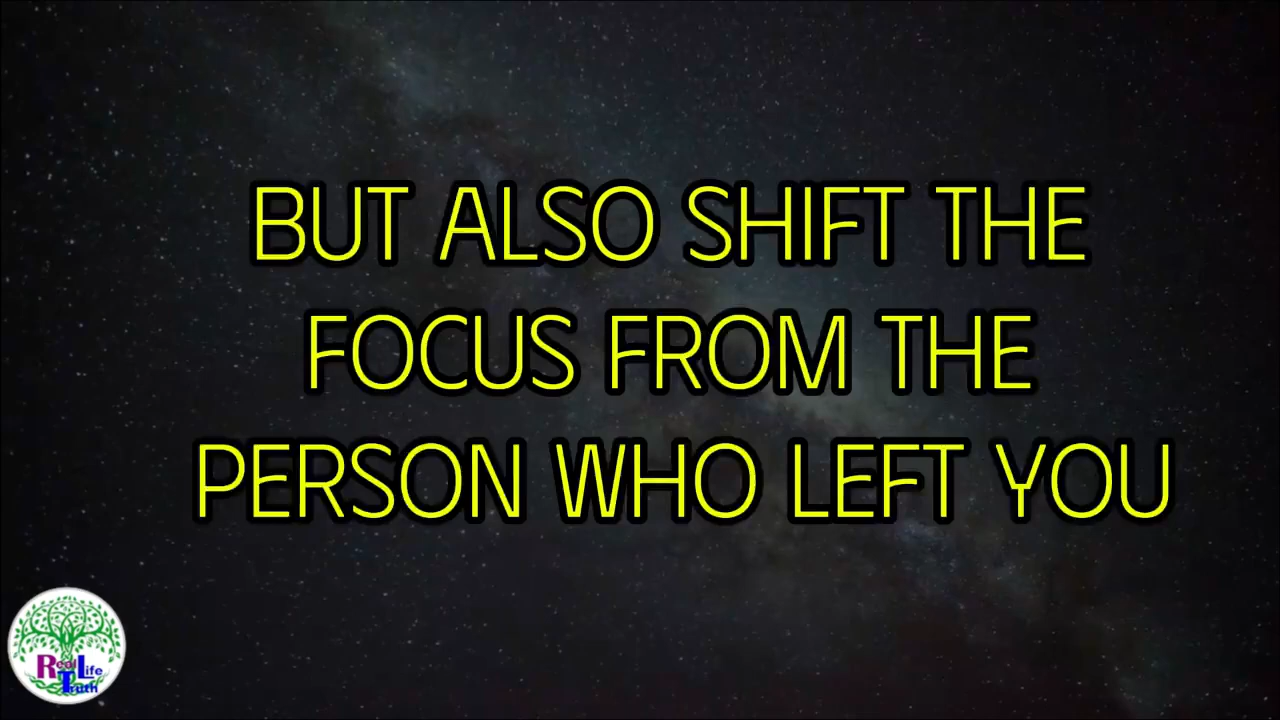 BUT ALSO SHIFT THE
FOCUS FROM THE
PERSON WHO LEFT YOU
Real Life
Truth